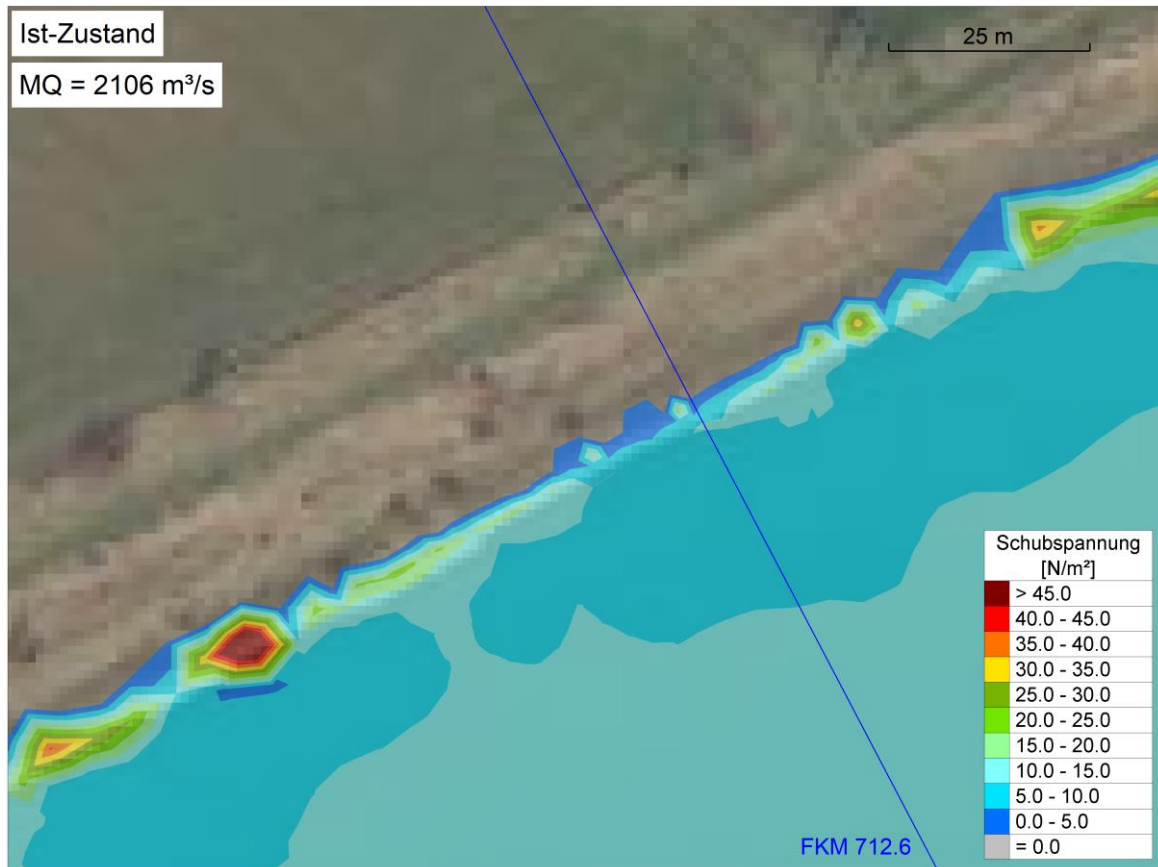 Ist-Zustand
MQ = 2106 m³/s
25 m
Schubspannung
[N/m²]
> 45.0
40.0 - 45.0
35.0 - 40.0
30.0 - 35.0
25.0 - 30.0
20.0 - 25.0
15.0 - 20.0
10.0 - 15.0
5.0 - 10.0
0.0 - 5.0
= 0.0
FKM 712.6